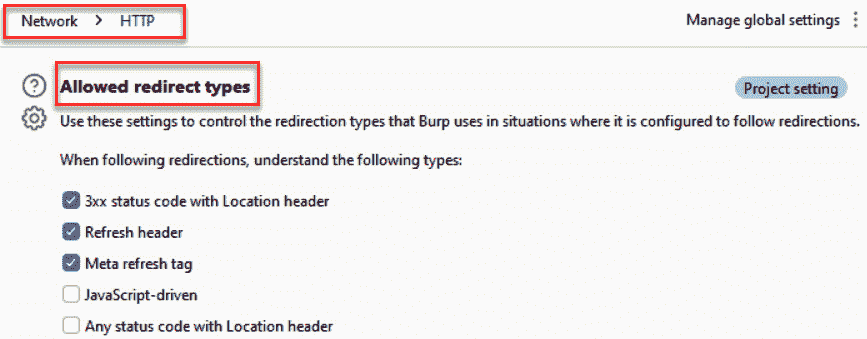 Network > HTTP
Manage global settings
Allowed redirect types
Project setting
Use these settings to control the redirection types that Burp uses in situations where it is configured to follow redirections.
When following redirections, understand the following types:
3xx status code with Location header
Refresh header
Meta refresh tag
JavaScript-driven
Any status code with Location header